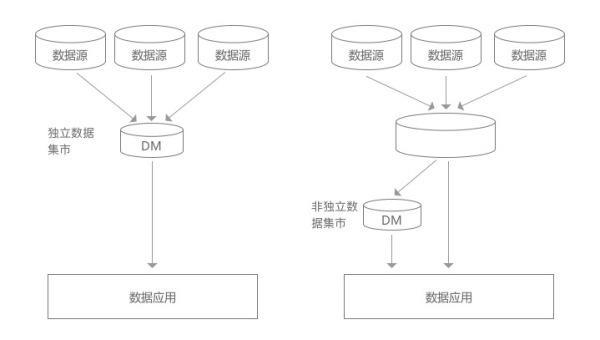 数据源 数据源 数据源
数据源 数据源 数据源
独立数据
集市
DM
非独立数
据集市
DM
数据应用
数据应用